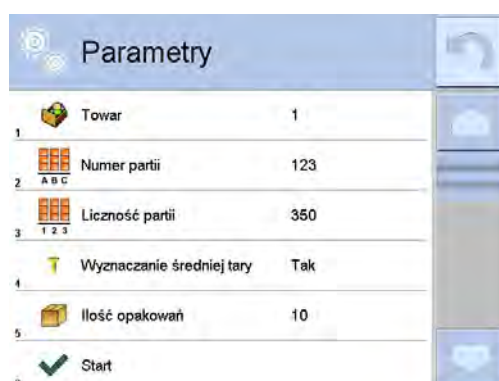 Parametry
1 Towar 1
2 ABC Numer partii 123
3 123 Liczność partii 350
4 Wyznaczanie średniej tary Tak
5 Ilość opakowań 10
Start